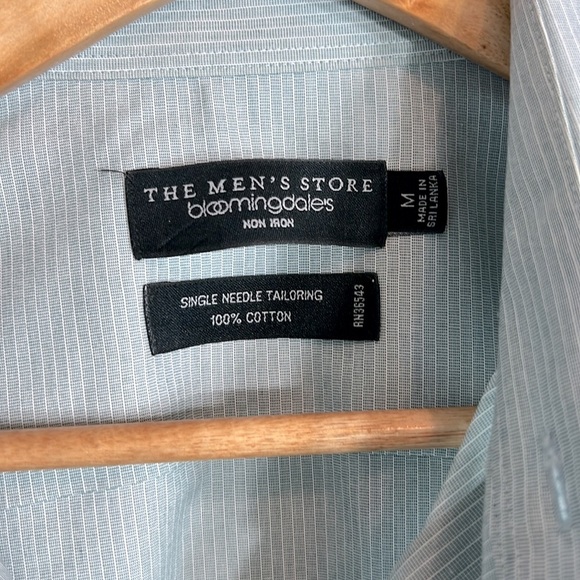 THE MEN'S STORE
bloomingdale's
NON IRON
M
MADE IN
SRI LANKA
SINGLE NEEDLE TAILORING
100% COTTON
RN36543